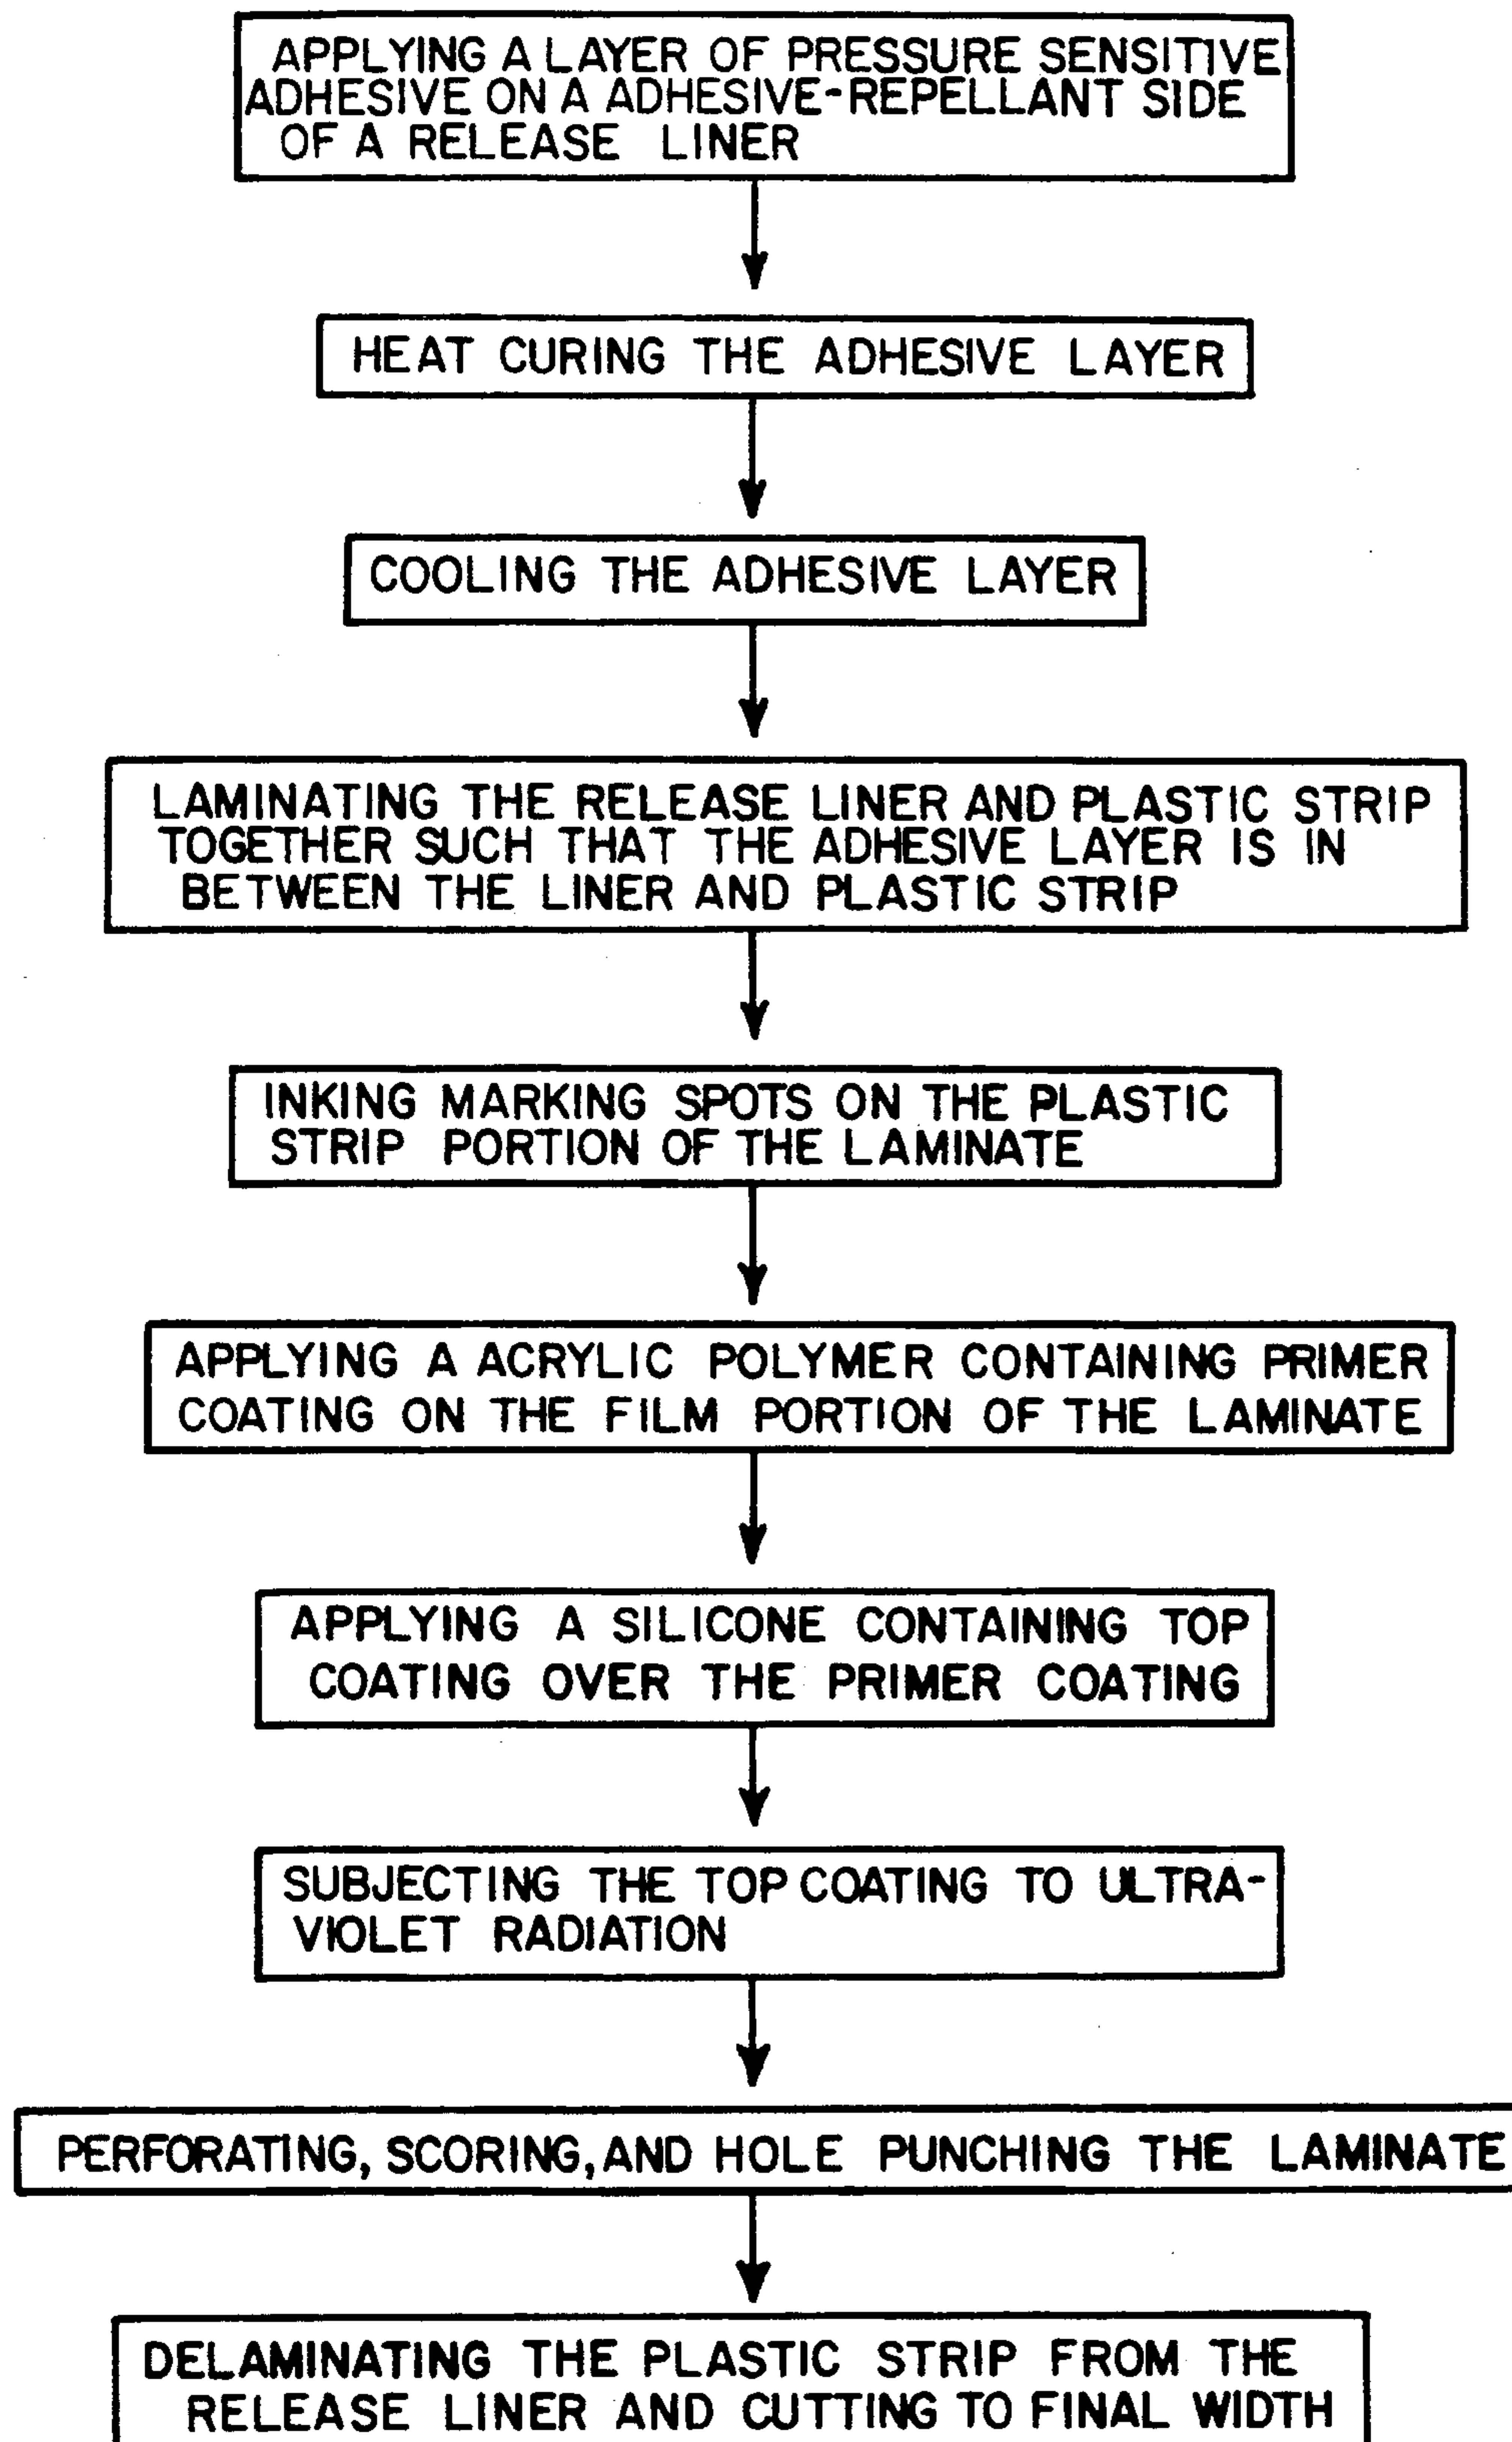 APPLYING A LAYER OF PRESSURE SENSITIVE
ADHESIVE ON A ADHESIVE-REPELLANT SIDE
OF A RELEASE LINER
HEAT CURING THE ADHESIVE LAYER
COOLING THE ADHESIVE LAYER
LAMINATING THE RELEASE LINER AND PLASTIC STRIP
TOGETHER SUCH THAT THE ADHESIVE LAYER IS IN
BETWEEN THE LINER AND PLASTIC STRIP
INKING MARKING SPOTS ON THE PLASTIC
STRIP PORTION OF THE LAMINATE
APPLYING A ACRYLIC POLYMER CONTAINING PRIMER
COATING ON THE FILM PORTION OF THE LAMINATE
APPLYING A SILICONE CONTAINING TOP
COATING OVER THE PRIMER COATING
SUBJECTING THE TOP COATING TO ULTRA-
VIOLET RADIATION
PERFORATING, SCORING, AND HOLE PUNCHING THE LAMINATE
DELAMINATING THE PLASTIC STRIP FROM THE
RELEASE LINER AND CUTTING TO FINAL WIDTH